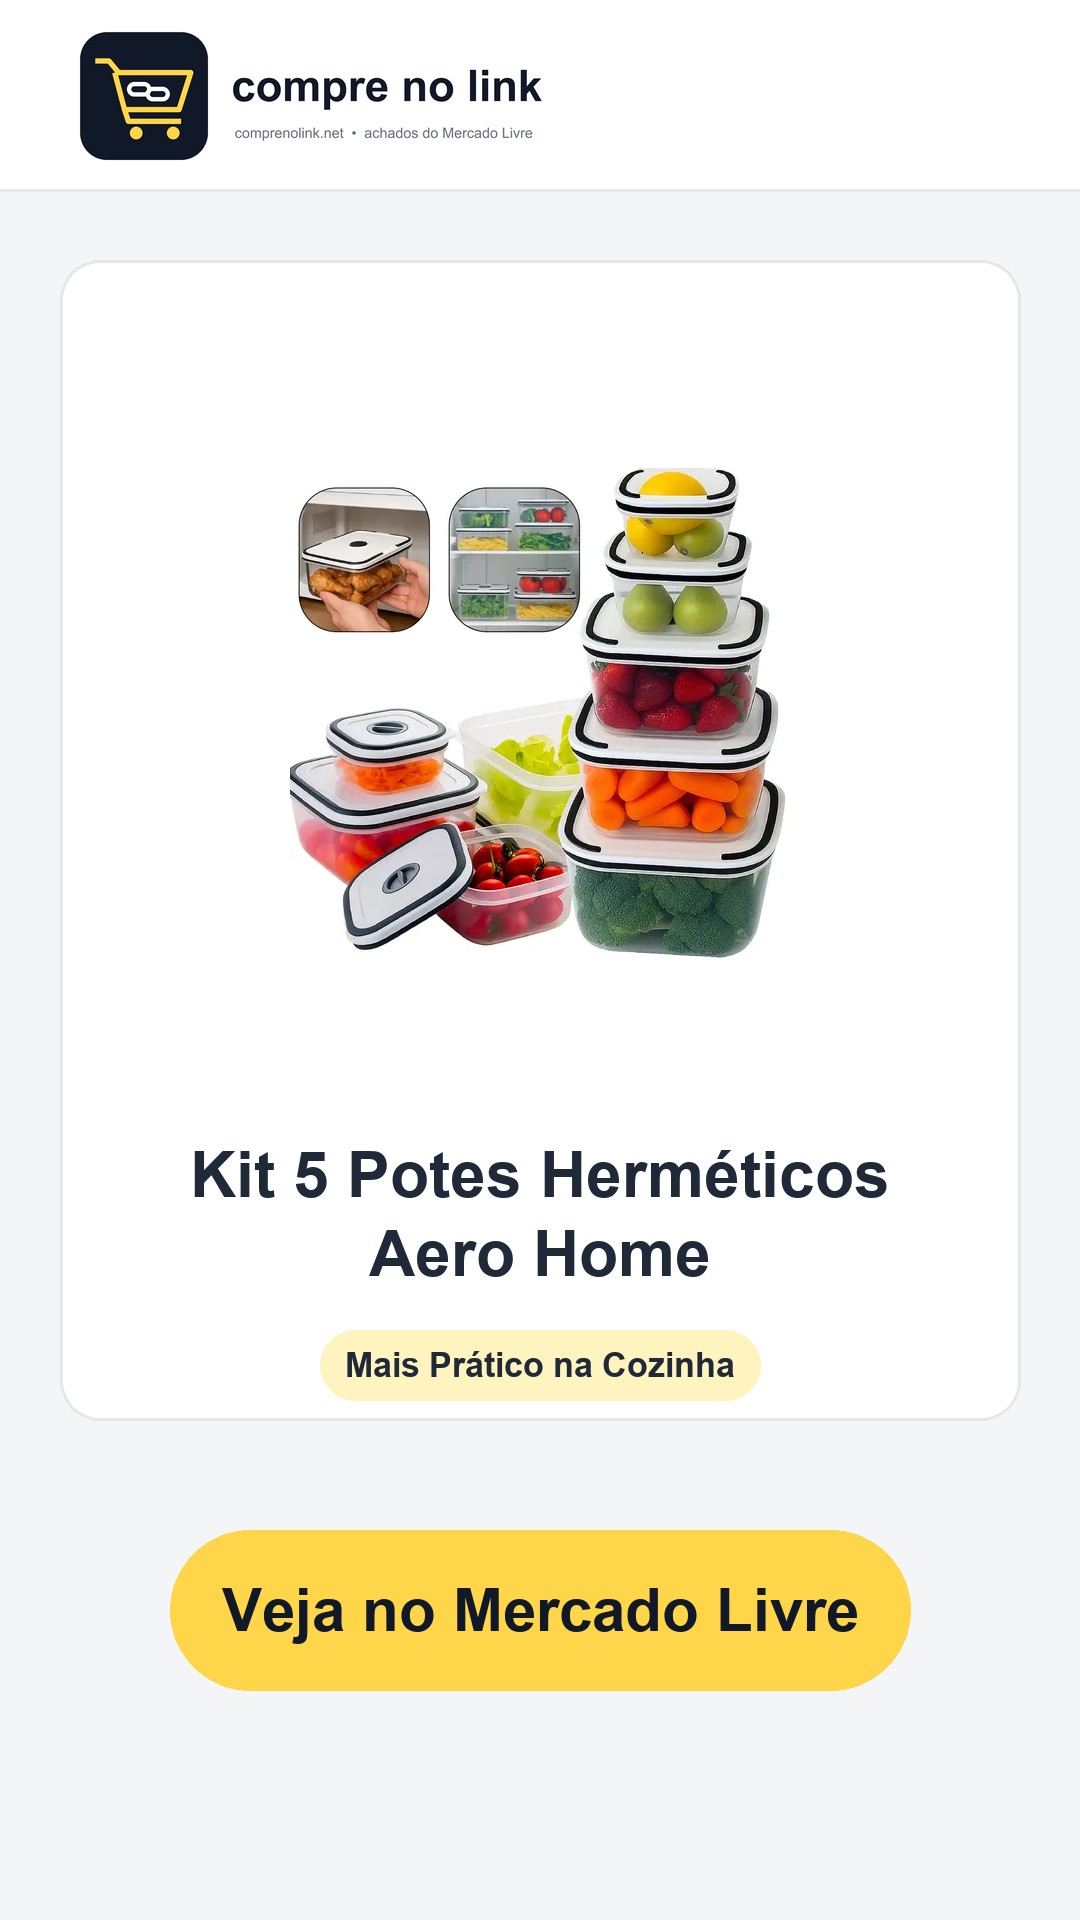 compre no link
comprenolink.net • achados do Mercado Livre
Kit 5 Potes Herméticos
Aero Home
Mais Prático na Cozinha
Veja no Mercado Livre